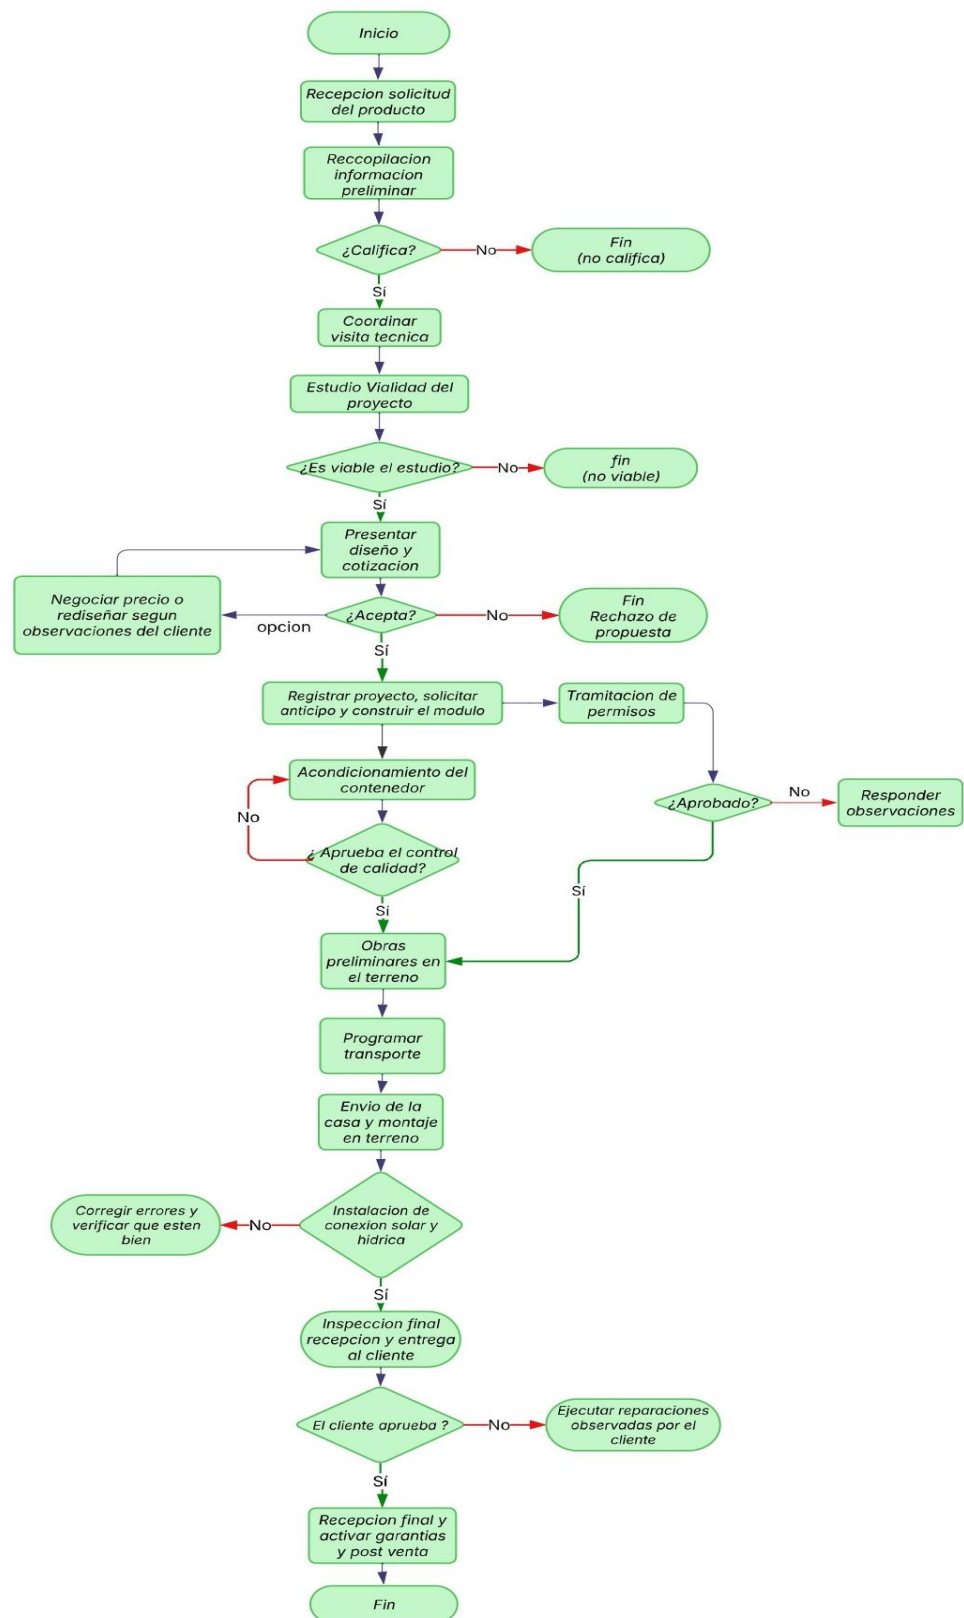 Inicio
Recepcion solicitud
del producto
Reccopilacion
informacion
preliminar
¿Califica?
No
Fin
(no califica)
Sí
Coordinar
visita tecnica
Estudio Vialidad del
proyecto
¿Es viable el estudio?
No
fin
(no viable)
Sí
Presentar
diseño y
cotizacion
Negociar precio o
rediseñar segun
observaciones del cliente
opcion
¿Acepta?
No
Fin
Rechazo de
propuesta
Sí
Registrar proyecto, solicitar
anticipo y construir el modulo
Tramitacion de
permisos
Acondicionamiento del
contenedor
¿Aprobado?
No
Responder
observaciones
No
¿ Aprueba el control
de calidad?
Sí
Sí
Obras
preliminares en
el terreno
Programar
transporte
Envio de la
casa y montaje
en terreno
Instalacion de
conexion solar y
hidrica
No
Corregir errores y
verificar que esten
bien
Sí
Inspeccion final
recepcion y entrega
al cliente
El cliente aprueba ?
No
Ejecutar reparaciones
observadas por el
cliente
Sí
Recepcion final y
activar garantias
y post venta
Fin